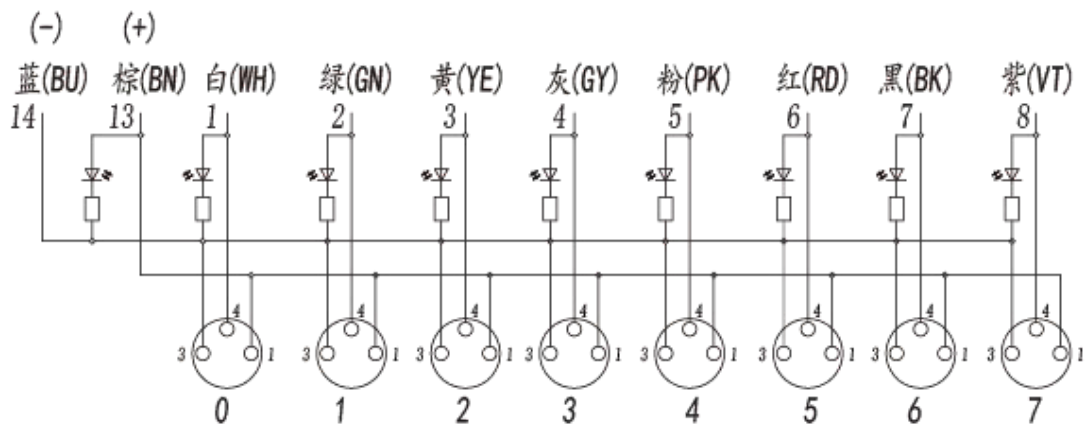 (-) (+)
蓝(BU) 棕(BN) 白(WH) 绿(GN) 黄(YE) 灰(GY) 粉(PK) 红(RD) 黑(BK) 紫(VT)
14 13 1 2 3 4 5 6 7 8
4 4 4 4 4 4 4 4
3 1 3 1 3 1 3 1 3 1 3 1 3 1 3 1
0 1 2 3 4 5 6 7